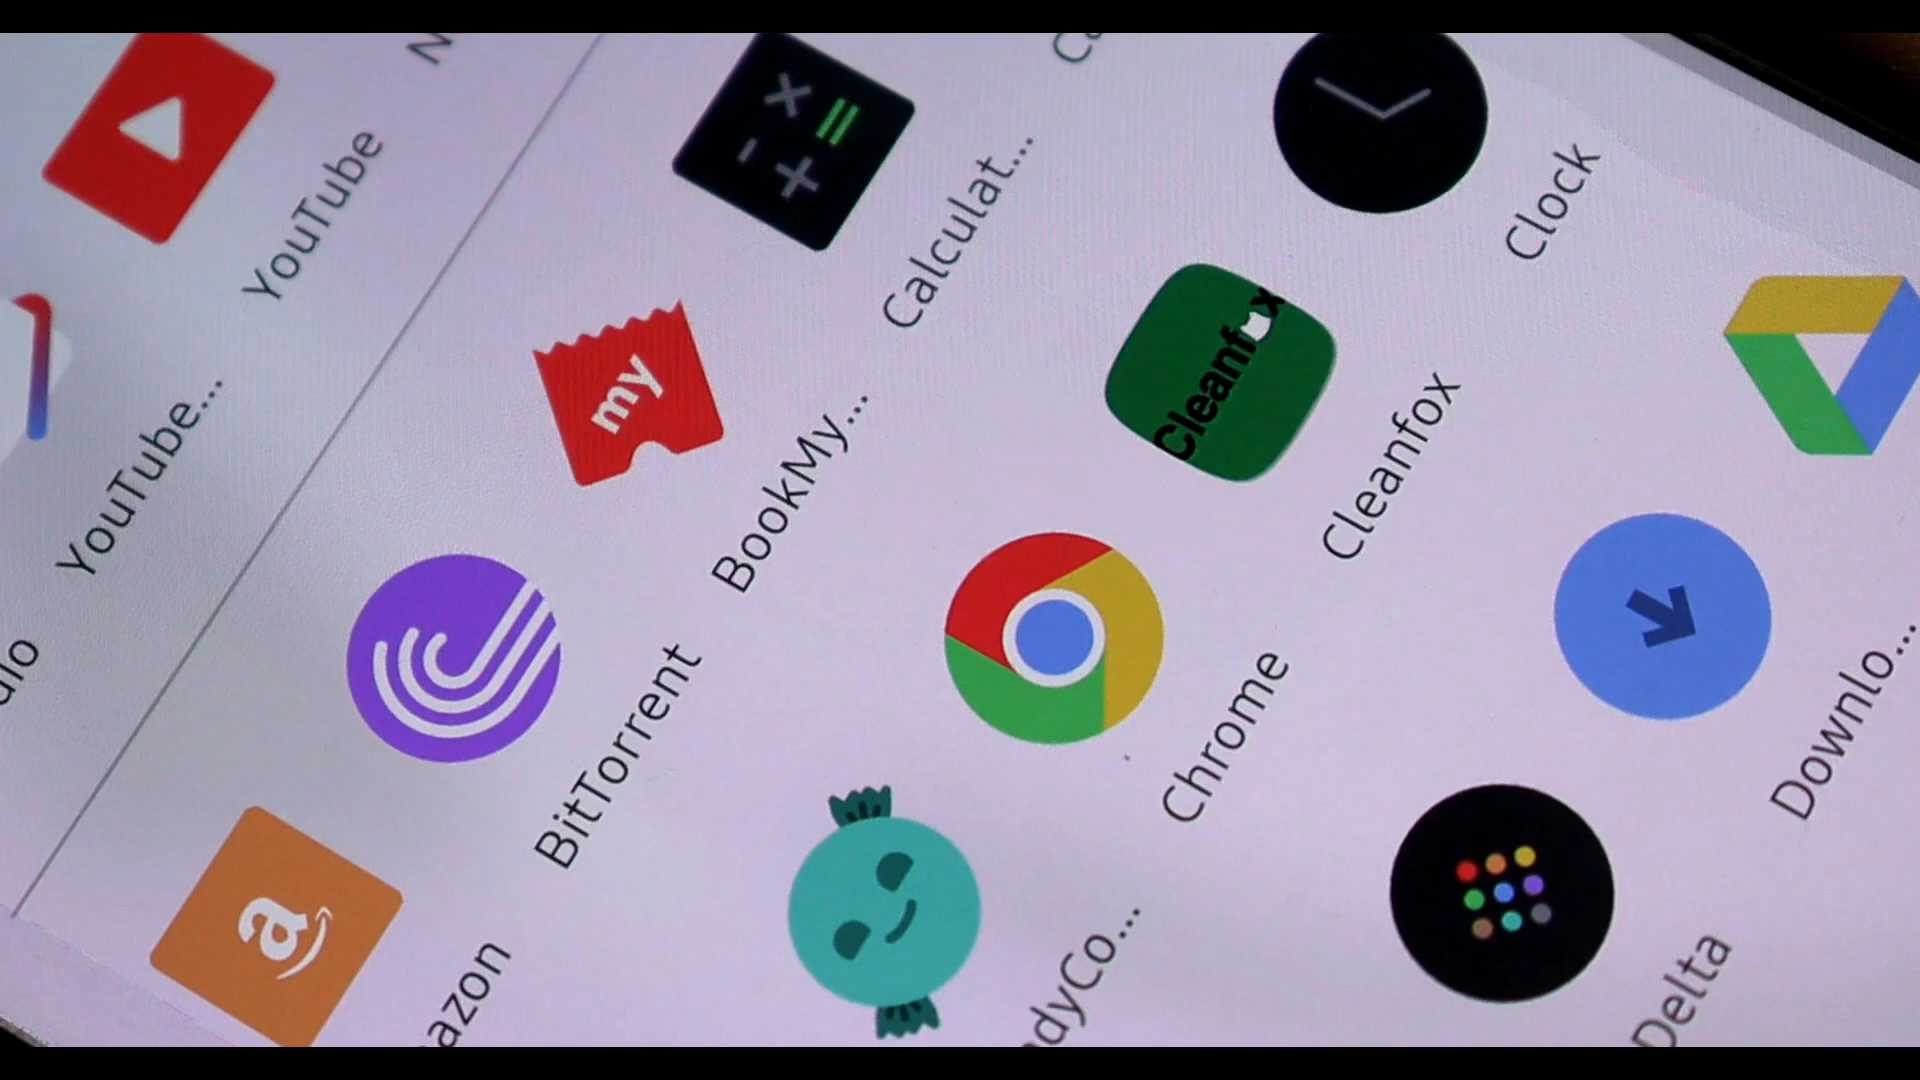 YouTube
YouTube...
Calculat...
BookMy...
my
BitTorrent
a
azon
Clock
Cleanfox
Cleanfox
Chrome
dyCo...
Downlo...
Delta